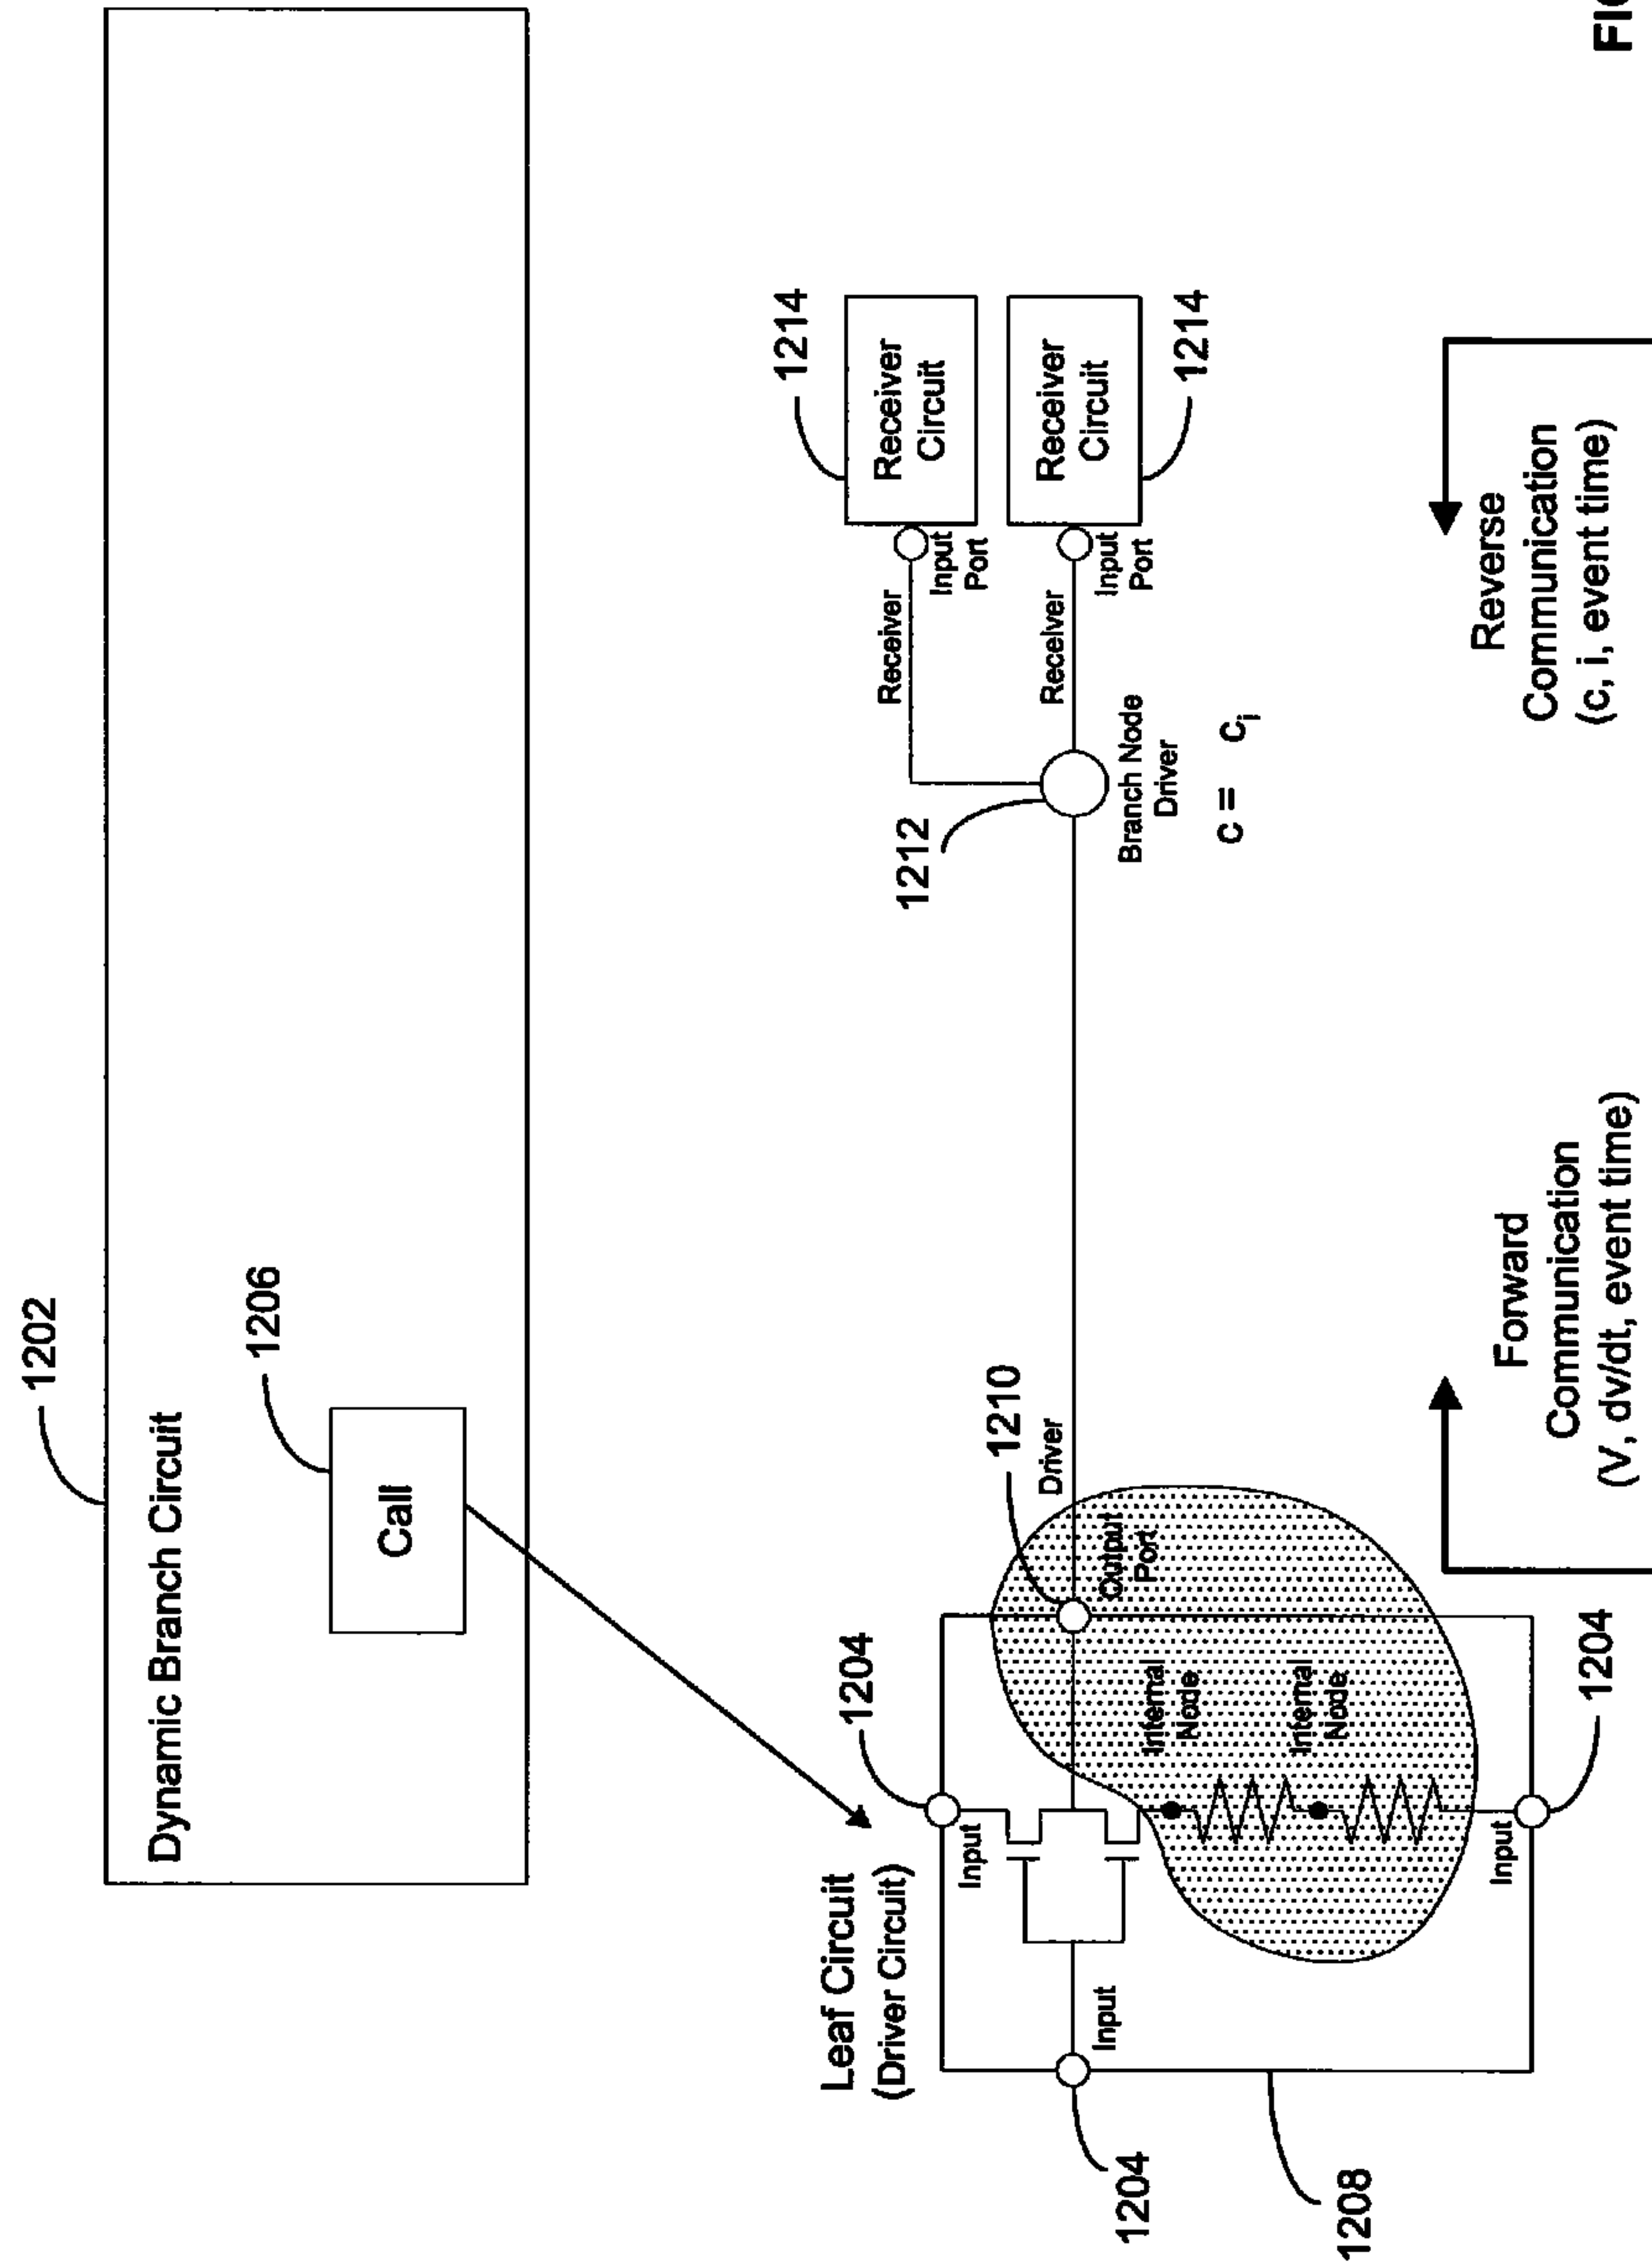 1202
Dynamic Branch Circuit
1206
Call
Leaf Circuit
(Driver Circuit)
1204
Input
1210
Driver
Output
Port
Internal
Node
Internal
Node
Input
1204
Input
1204
1208
1212
Branch Node
Driver
c = c_i
Receiver
Input
Port
Receiver
Circuit
1214
Receiver
Input
Port
Receiver
Circuit
1214
Forward
Communication
(V, dv/dt, event time)
Reverse
Communication
(c, i, event time)